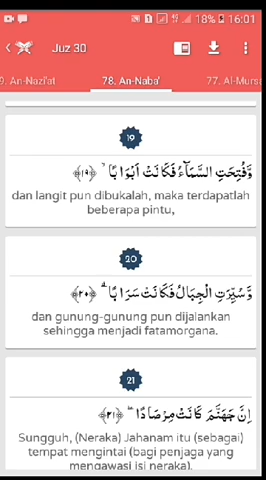 18% 16:01
Juz 30
9. An-Nazi'at 78. An-Naba' 77. Al-Mursa
19
وَّفُتِحَتِ السَّمَاۤءُ فَكَانَتْ اَبْوَابًا ۙ ﴿١٩﴾
dan langit pun dibukalah, maka terdapatlah
beberapa pintu,
20
وَّسُيِّرَتِ الْجِبَالُ فَكَانَتْ سَرَابًا ۗ ﴿٢٠﴾
dan gunung-gunung pun dijalankan
sehingga menjadi fatamorgana.
21
اِنَّ جَهَنَّمَ كَانَتْ مِرْصَادًا ۙ ﴿٢١﴾
Sungguh, (Neraka) Jahanam itu (sebagai)
tempat mengintai (bagi penjaga yang
mengawasi isi neraka),